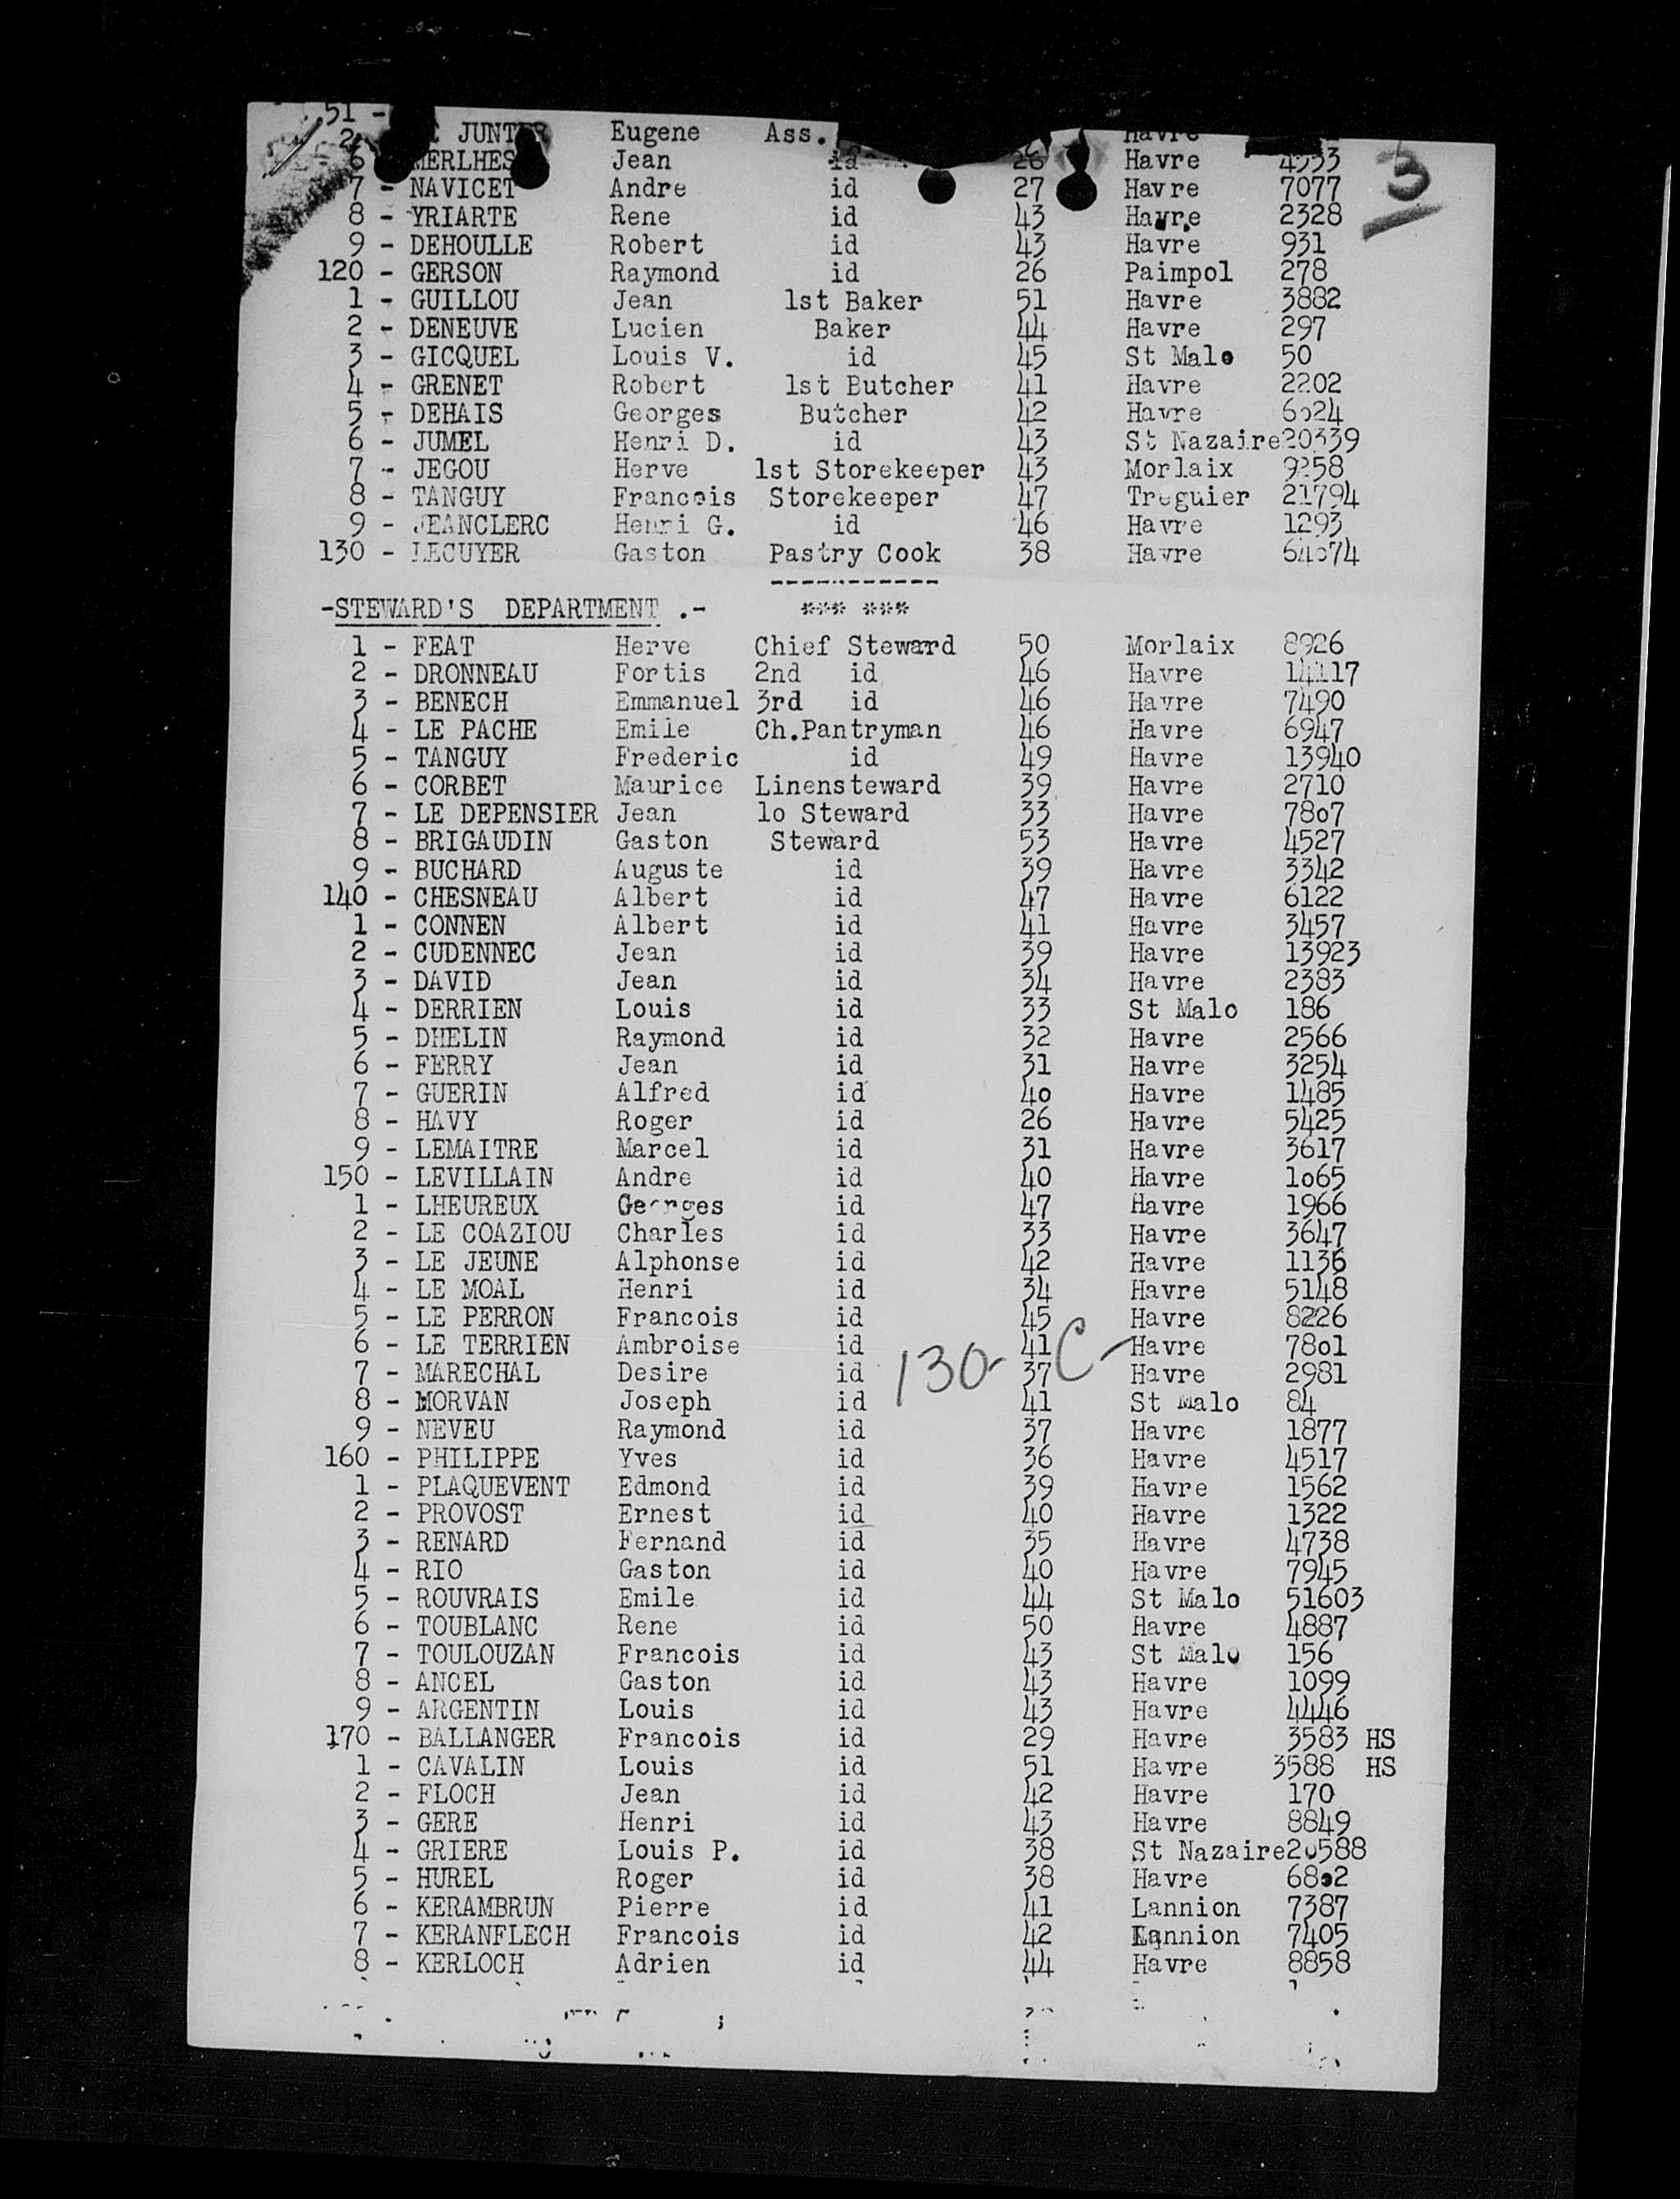 51 -
JUNTER Eugene Ass. Havre
6 MERLHES Jean id 26 Havre
7 - NAVICET Andre id 27 Havre 7077 3
8 - YRIARTE Rene id 43 Havre 2328
9 - DEHOULLE Robert id 43 Havre 931
120 - GERSON Raymond id 26 Paimpol 278
1 - GUILLOU Jean 1st Baker 51 Havre 3882
2 - DENEUVE Lucien Baker 44 Havre 297
3 - GICQUEL Louis V. id 45 St Malo 50
4 - GRENET Robert 1st Butcher 41 Havre 2202
5 - DEHAIS Georges Butcher 42 Havre
6 - JUMEL Henri D. id 43 St Nazaire 20339
7 - JEGOU Herve 1st Storekeeper 43 Morlaix 9258
8 - TANGUY Francois Storekeeper 47 Treguier 21794
9 - JEANCLERC Henri G. id 46 Havre 1293
130 - LECUYER Gaston Pastry Cook 38 Havre
-----------
-STEWARD'S DEPARTMENT .- *** ***
1 - FEAT Herve Chief Steward 50 Morlaix 8926
2 - DRONNEAU Fortis 2nd id 46 Havre 14117
3 - BENECH Emmanuel 3rd id 46 Havre 7490
4 - LE PACHE Emile Ch.Pantryman 46 Havre 6947
5 - TANGUY Frederic id 49 Havre 13940
6 - CORBET Maurice Linensteward 39 Havre 2710
7 - LE DEPENSIER Jean lo Steward 33 Havre 78o7
8 - BRIGAUDIN Gaston Steward 53 Havre 4527
9 - BUCHARD Auguste id 39 Havre 3342
140 - CHESNEAU Albert id 47 Havre 6122
1 - CONNEN Albert id 41 Havre 3457
2 - CUDENNEC Jean id 39 Havre 13923
3 - DAVID Jean id 34 Havre 2383
4 - DERRIEN Louis id 33 St Malo 186
5 - DHELIN Raymond id 32 Havre 2566
6 - FERRY Jean id 31 Havre 3254
7 - GUERIN Alfred id 4o Havre 1485
8 - HAVY Roger id 26 Havre 5425
9 - LEMAITRE Marcel id 31 Havre 3617
150 - LEVILLAIN Andre id 40 Havre 1o65
1 - LHEUREUX Georges id 47 Havre 1966
2 - LE COAZIOU Charles id 33 Havre 3647
3 - LE JEUNE Alphonse id 42 Havre 1136
4 - LE MOAL Henri id 34 Havre 5148
5 - LE PERRON Francois id 45 Havre 8226
6 - LE TERRIEN Ambroise id 41 Havre 78o1
130- C-
7 - MARECHAL Desire id 37 Havre 2981
8 - MORVAN Joseph id 41 St Malo 84
9 - NEVEU Raymond id 37 Havre 1877
160 - PHILIPPE Yves id 36 Havre 4517
1 - PLAQUEVENT Edmond id 39 Havre 1562
2 - PROVOST Ernest id 40 Havre 1322
3 - RENARD Fernand id 35 Havre 4738
4 - RIO Gaston id 40 Havre 7945
5 - ROUVRAIS Emile id 44 St Malo 51603
6 - TOUBLANC Rene id 50 Havre 4887
7 - TOULOUZAN Francois id 43 St Malo 156
8 - ANCEL Gaston id 43 Havre 1099
9 - ARGENTIN Louis id 43 Havre 4446
170 - BALLANGER Francois id 29 Havre 3583 HS
1 - CAVALIN Louis id 51 Havre 3588 HS
2 - FLOCH Jean id 42 Havre 170
3 - GERE Henri id 43 Havre 8849
4 - GRIERE Louis P. id 38 St Nazaire 20588
5 - HUREL Roger id 38 Havre 68o2
6 - KERAMBRUN Pierre id 41 Lannion 7387
7 - KERANFLECH Francois id 42 Lannion 7405
8 - KERLOCH Adrien id 44 Havre 8858